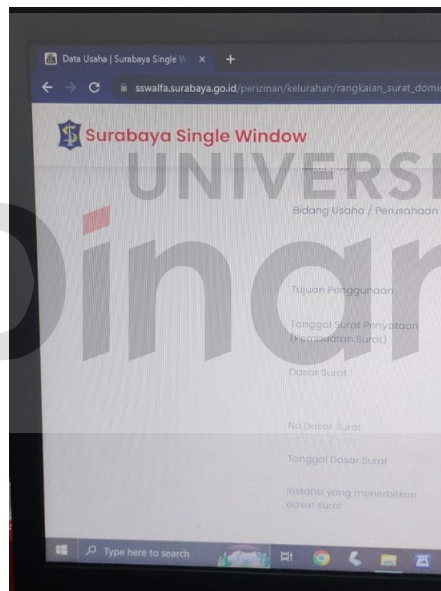 Data Usaha | Surabaya Single W
sswalfa.surabaya.go.id/perizinan/kelurahan/rangkaian_surat_domi
Surabaya Single Window
UNIVERSI
Dinar
Bidang Usaha / Perusahaan
Tujuan Penggunaan
Tanggal Surat Penyataan
(Pembuatan Surat)
Dasar Surat
No Dasar Surat
Tanggal Dasar Surat
Instansi yang menerbitkan
dasar surat
Type here to search